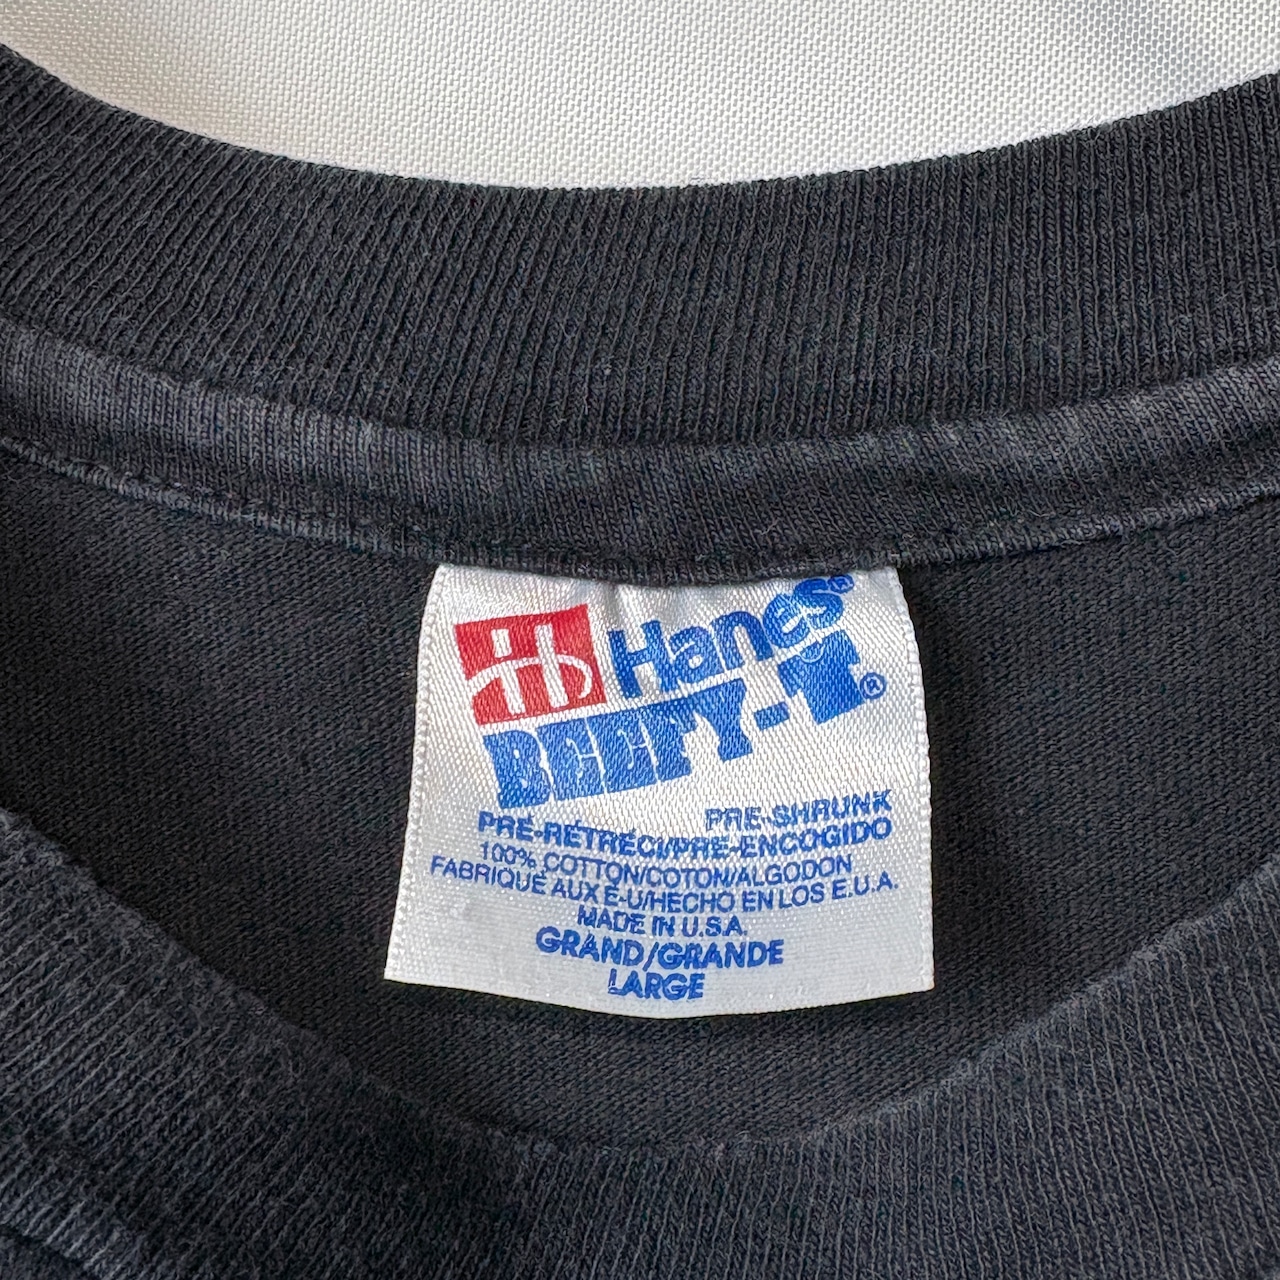 Hanes®
BEEFY-T®
PRE-SHRUNK
PRÉ-RÉTRÉCI/PRE-ENCOGIDO
100% COTTON/COTON/ALGODON
FABRIQUÉ AUX É-U/HECHO EN LOS E.U.A.
MADE IN U.S.A.
GRAND/GRANDE
LARGE